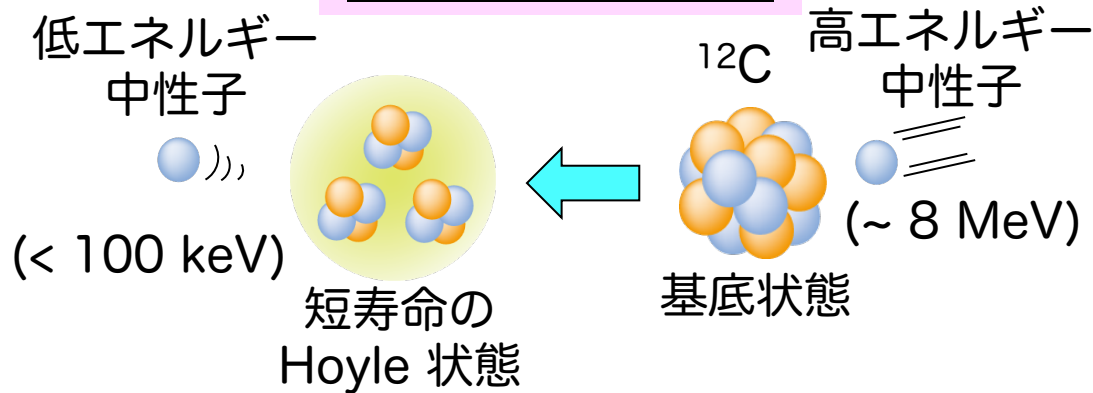 低エネルギー
中性子
(< 100 keV)
短寿命の
Hoyle 状態
¹²C
基底状態
高エネルギー
中性子
(~ 8 MeV)